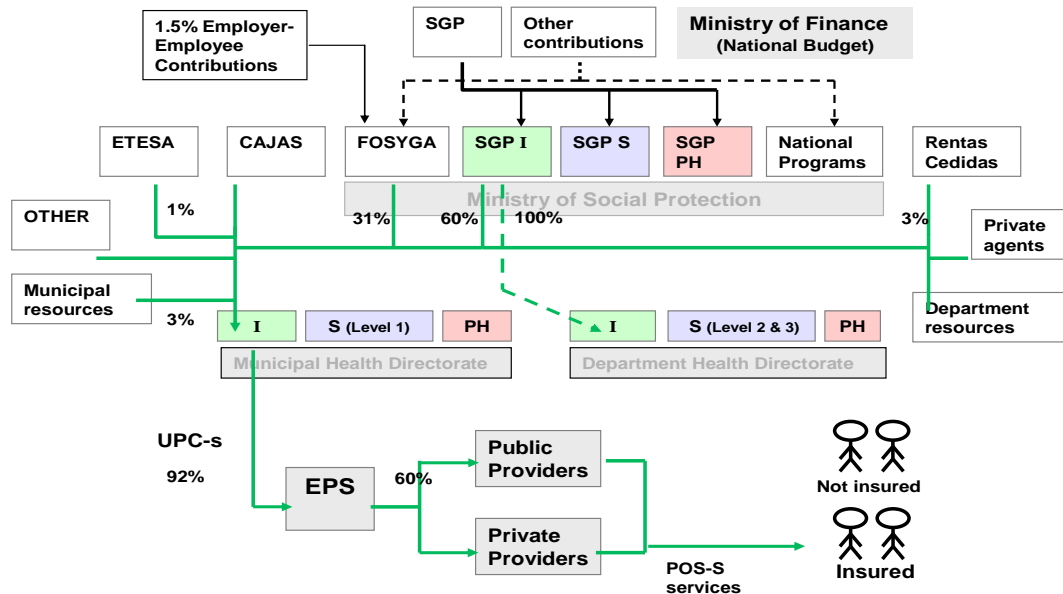 1.5% Employer-
Employee
Contributions
SGP
Other
contributions
Ministry of Finance
(National Budget)
ETESA
CAJAS
FOSYGA
SGP I
SGP S
SGP
PH
National
Programs
Rentas
Cedidas
Ministry of Social Protection
OTHER
1%
31%
60%
100%
3%
Private
agents
Municipal
resources
3%
Department
resources
I
S (Level 1)
PH
Municipal Health Directorate
I
S (Level 2 & 3)
PH
Department Health Directorate
UPC-s
92%
EPS
60%
Public
Providers
Private
Providers
POS-S
services
Not insured
Insured